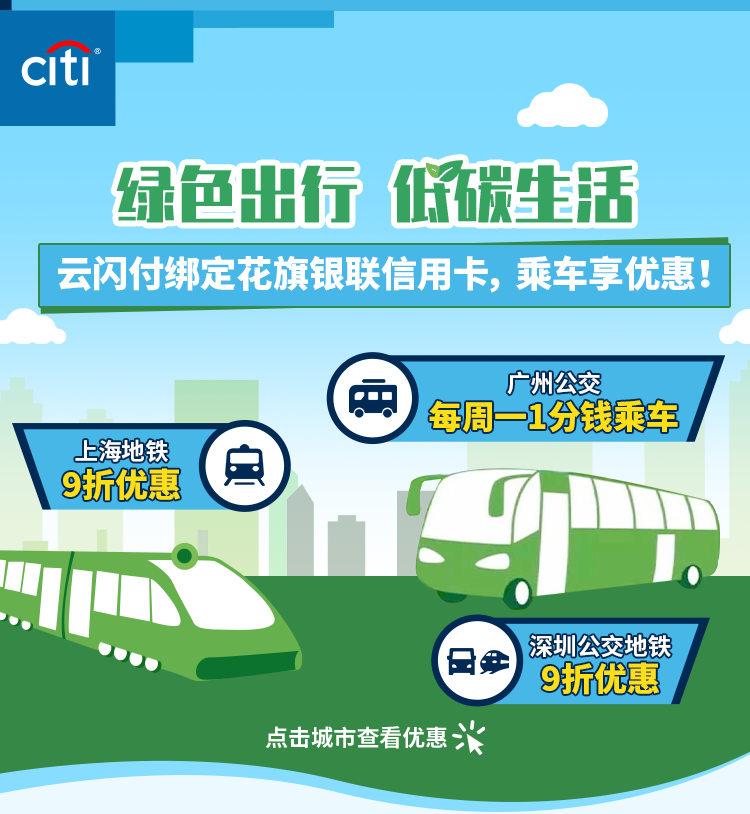 citi®
绿色出行 低碳生活
云闪付绑定花旗银联信用卡，乘车享优惠！
广州公交
每周一1分钱乘车
上海地铁
9折优惠
深圳公交地铁
9折优惠
点击城市查看优惠